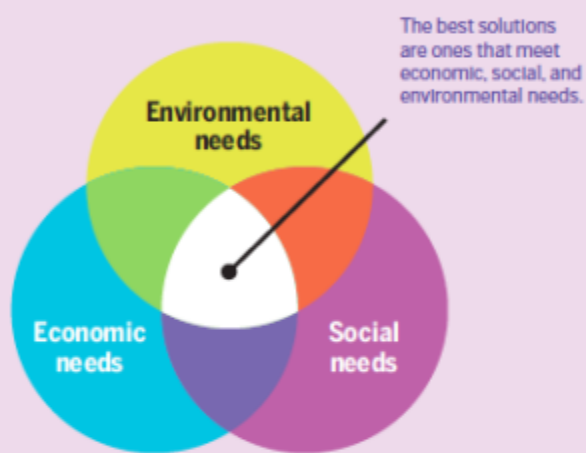 The best solutions
are ones that meet
economic, social, and
environmental needs.
Environmental
needs
Economic
needs
Social
needs